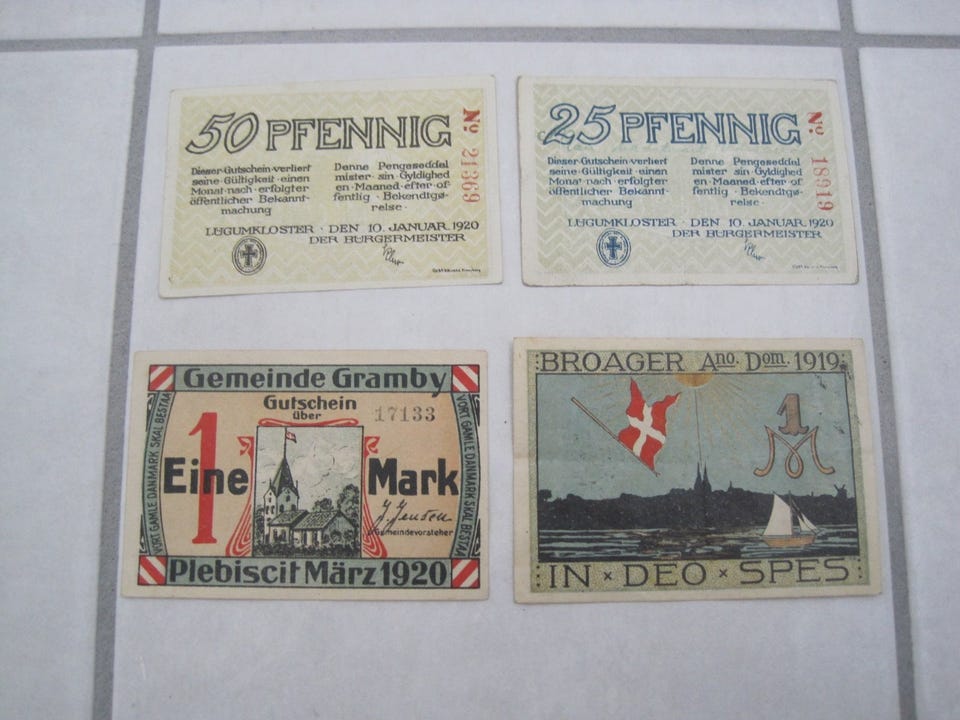 50 PFENNIG
Dieser·Gutschein·verliert
seine·Gültigkeit·einen
Monat·nach·erfolgter
öffentlicher·Bekannt-
machung
Denne Pengeseddel
mister·sin·Gyldighed
en·Maaned·efter·of-
fentlig·Bekendtgø-
relse·
LÜGUMKLOSTER · DEN 10. JANUAR 1920
DER BÜRGERMEISTER
No. 21369
25 PFENNIG
Dieser·Gutschein·verliert
seine·Gültigkeit·einen
Monat·nach·erfolgter
öffentlicher·Bekannt-
machung
Denne Pengeseddel
mister·sin·Gyldighed
en·Maaned·efter·of-
fentlig·Bekendtgø-
relse·
LÜGUMKLOSTER · DEN 10. JANUAR 1920
DER BÜRGERMEISTER
No. 18919
Gemeinde Gramby
Gutschein
über
17133
1
Eine Mark
J. Jensen
Gemeindevorsteher
Plebiscit März 1920
VORT GAMLE DANMARK SKAL BESTAA
VORT GAMLE DANMARK SKAL BESTAA
BROAGER Ano. Dom. 1919
1
M
IN × DEO × SPES